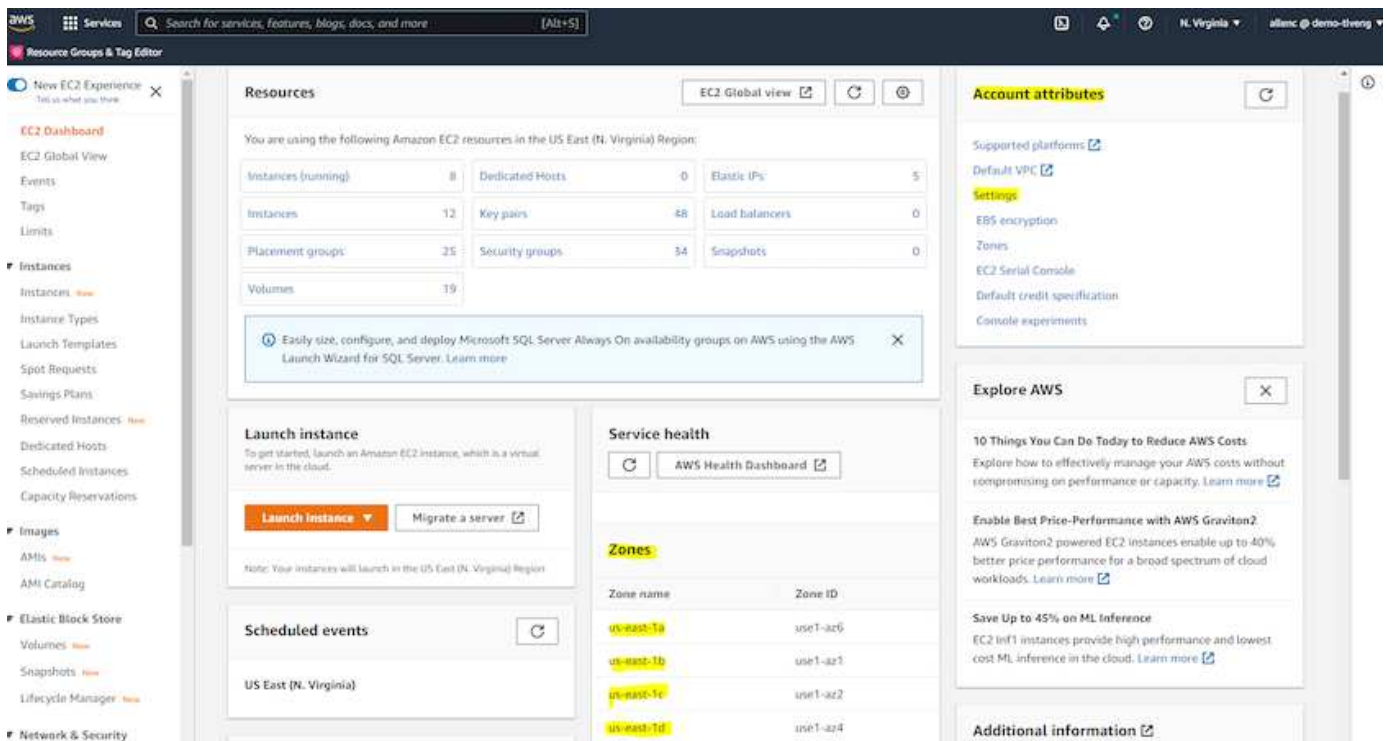 aws
Services
Search for services, features, blogs, docs, and more
[Alt+S]
N. Virginia
allenc @ demo-tlveng
Resource Groups & Tag Editor
New EC2 Experience
Tell us what you think
EC2 Dashboard
EC2 Global View
Events
Tags
Limits
Instances
Instances New
Instance Types
Launch Templates
Spot Requests
Savings Plans
Reserved Instances New
Dedicated Hosts
Scheduled Instances
Capacity Reservations
Images
AMIs New
AMI Catalog
Elastic Block Store
Volumes New
Snapshots New
Lifecycle Manager New
Network & Security
Resources
EC2 Global view
You are using the following Amazon EC2 resources in the US East (N. Virginia) Region:
Instances (running) 8
Dedicated Hosts 0
Elastic IPs 5
Instances 12
Key pairs 48
Load balancers 0
Placement groups 25
Security groups 34
Snapshots 0
Volumes 19
Easily size, configure, and deploy Microsoft SQL Server Always On availability groups on AWS using the AWS
Launch Wizard for SQL Server. Learn more
Launch instance
To get started, launch an Amazon EC2 instance, which is a virtual
server in the cloud.
Launch instance
Migrate a server
Note: Your instances will launch in the US East (N. Virginia) Region
Scheduled events
US East (N. Virginia)
Service health
AWS Health Dashboard
Zones
Zone name Zone ID
us-east-1a use1-az6
us-east-1b use1-az1
us-east-1c use1-az2
us-east-1d use1-az4
Account attributes
Supported platforms
Default VPC
Settings
EBS encryption
Zones
EC2 Serial Console
Default credit specification
Console experiments
Explore AWS
10 Things You Can Do Today to Reduce AWS Costs
Explore how to effectively manage your AWS costs without
compromising on performance or capacity. Learn more
Enable Best Price-Performance with AWS Graviton2
AWS Graviton2 powered EC2 instances enable up to 40%
better price performance for a broad spectrum of cloud
workloads. Learn more
Save Up to 45% on ML Inference
EC2 Inf1 instances provide high performance and lowest
cost ML inference in the cloud. Learn more
Additional information